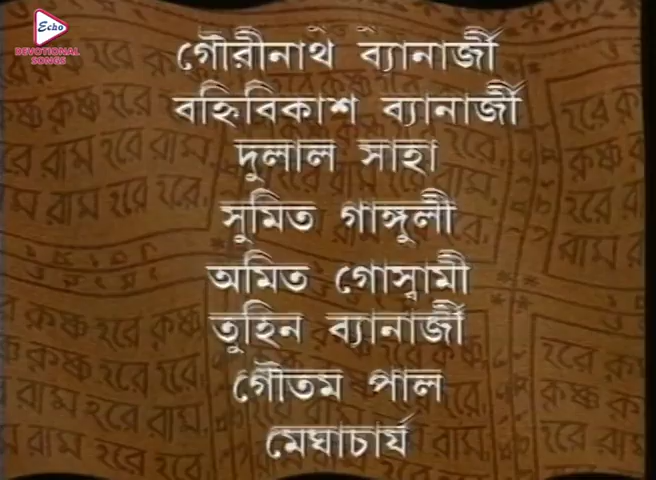 Echo
DEVOTIONAL
SONGS
গৌরীনাথ ব্যানার্জী
বহ্নিবিকাশ ব্যানার্জী
দুলাল সাহা
সুমিত গাঙ্গুলী
অমিত গোস্বামী
তুহিন ব্যানার্জী
গৌতম পাল
মেঘাচার্য